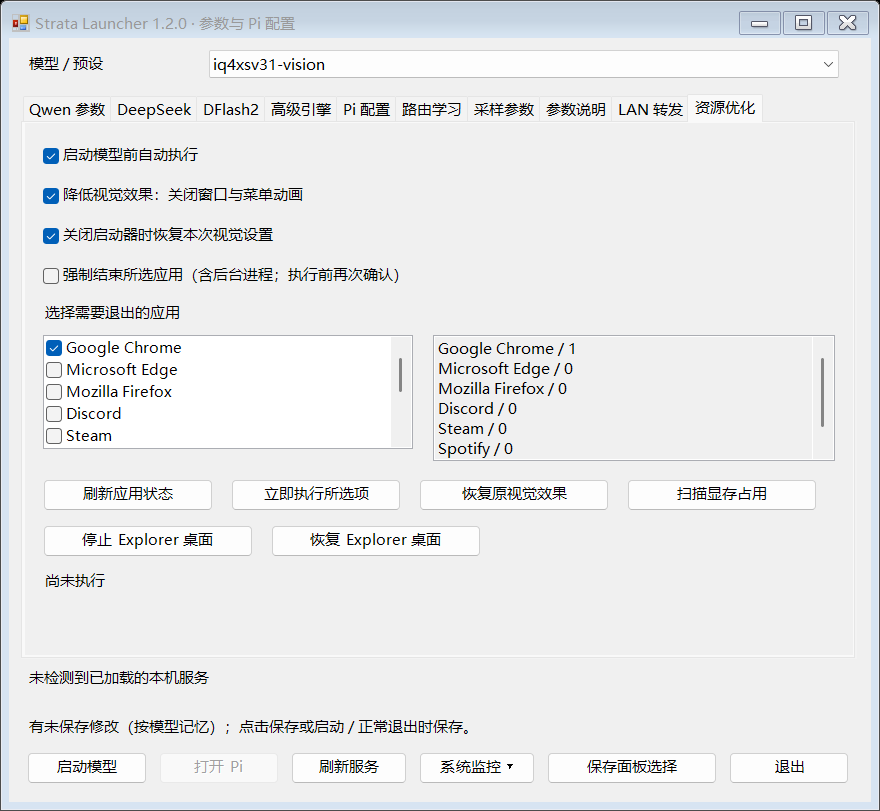 Strata Launcher 1.2.0 · 参数与 Pi 配置
模型 / 预设
iq4xsv31-vision
Qwen 参数 DeepSeek DFlash2 高级引擎 Pi 配置 路由学习 采样参数 参数说明 LAN 转发 资源优化
启动模型前自动执行
降低视觉效果：关闭窗口与菜单动画
关闭启动器时恢复本次视觉设置
强制结束所选应用（含后台进程；执行前再次确认）
选择需要退出的应用
Google Chrome
Microsoft Edge
Mozilla Firefox
Discord
Steam
Google Chrome / 1
Microsoft Edge / 0
Mozilla Firefox / 0
Discord / 0
Steam / 0
Spotify / 0
刷新应用状态 立即执行所选项 恢复原视觉效果 扫描显存占用
停止 Explorer 桌面 恢复 Explorer 桌面
尚未执行
未检测到已加载的本机服务
有未保存修改（按模型记忆）；点击保存或启动 / 正常退出时保存。
启动模型 打开 Pi 刷新服务 系统监控 保存面板选择 退出